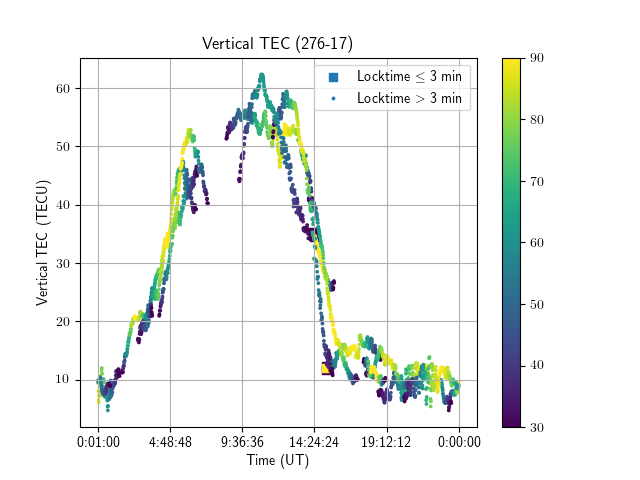 Vertical TEC (276-17)
Locktime ≤ 3 min
Locktime > 3 min
Vertical TEC (TECU)
60
50
40
30
20
10
0:01:00 4:48:48 9:36:36 14:24:24 19:12:12 0:00:00
Time (UT)
90
80
70
60
50
40
30